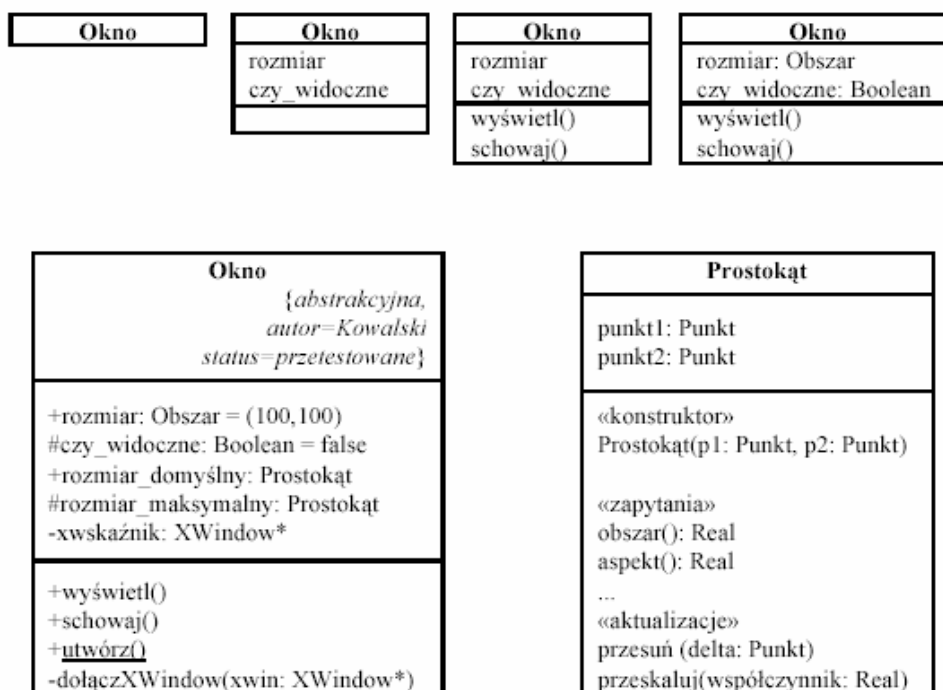 Okno
Okno
rozmiar
czy_widoczne
Okno
rozmiar
czy_widoczne
wyświetl()
schowaj()
Okno
rozmiar: Obszar
czy_widoczne: Boolean
wyświetl()
schowaj()
Okno
{abstrakcyjna,
autor=Kowalski
status=przetestowane}
+rozmiar: Obszar = (100,100)
#czy_widoczne: Boolean = false
+rozmiar_domyślny: Prostokąt
#rozmiar_maksymalny: Prostokąt
-xwskaźnik: XWindow*
+wyświetl()
+schowaj()
+utwórz()
-dołączXWindow(xwin: XWindow*)
Prostokąt
punkt1: Punkt
punkt2: Punkt
«konstruktor»
Prostokąt(p1: Punkt, p2: Punkt)
«zapytania»
obszar(): Real
aspekt(): Real
...
«aktualizacje»
przesuń (delta: Punkt)
przeskaluj(współczynnik: Real)